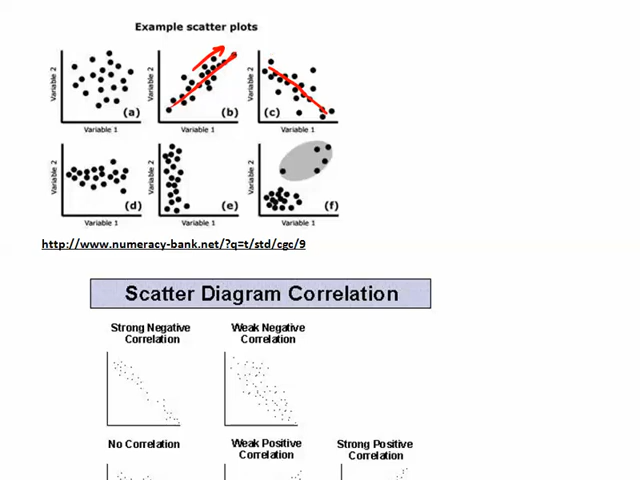 Example scatter plots
Variable 2
(a)
Variable 1
Variable 2
(b)
Variable 1
Variable 2
(c)
Variable 1
Variable 2
(d)
Variable 1
Variable 2
(e)
Variable 1
Variable 2
(f)
Variable 1
http://www.numeracy-bank.net/?q=t/std/cgc/9
Scatter Diagram Correlation
Strong Negative
Correlation
Weak Negative
Correlation
No Correlation
Weak Positive
Correlation
Strong Positive
Correlation